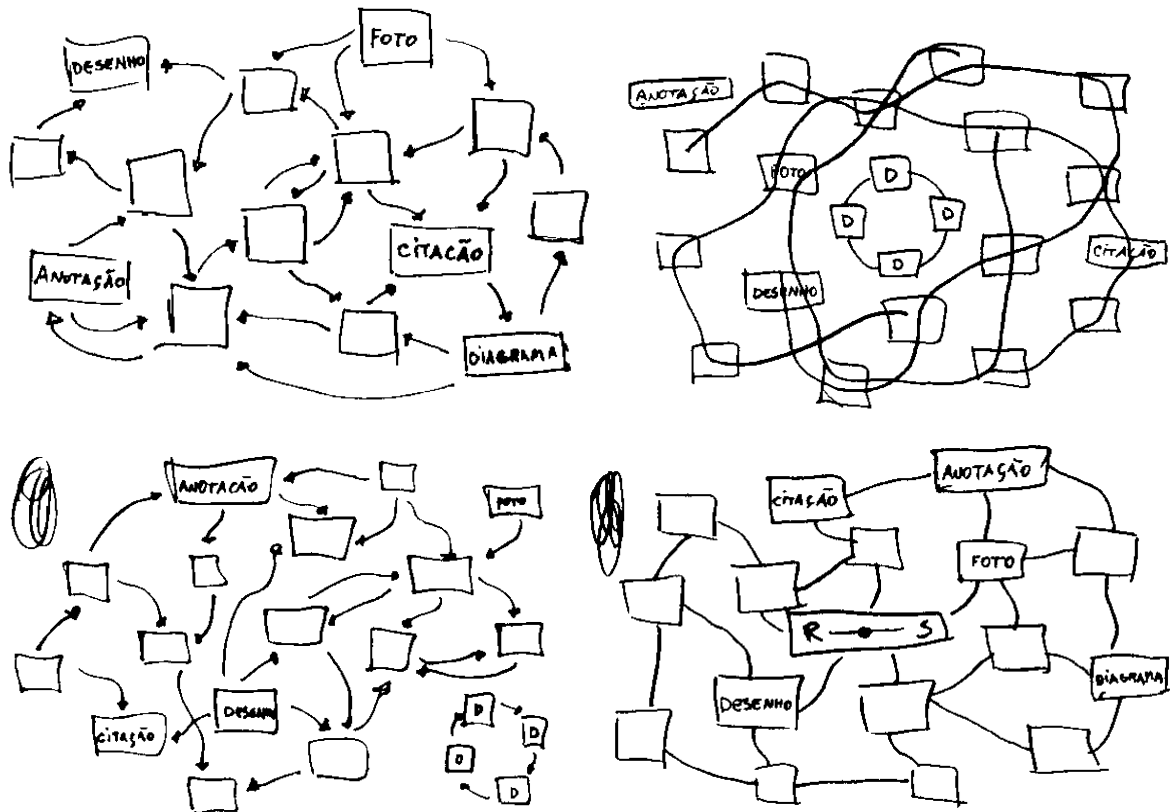 FOTO
DESENHO
CITAÇÃO
ANOTAÇÃO
DIAGRAMA
ANOTAÇÃO
FOTO
D
D
D
D
CITAÇÃO
DESENHO
ANOTAÇÃO
FOTO
DESENHO
CITAÇÃO
D
D
D
D
ANOTAÇÃO
CITAÇÃO
FOTO
R S
DIAGRAMA
DESENHO